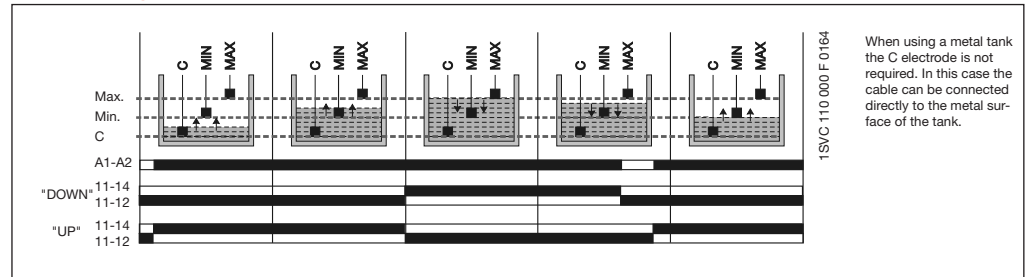 C MIN MAX
C MIN MAX
C MIN MAX
C MIN MAX
C MIN MAX
Max.
Min.
C
A1-A2
"DOWN" 11-14
11-12
"UP" 11-14
11-12
1SVC 110 000 F 0164
When using a metal tank
the C electrode is not
required. In this case the
cable can be connected
directly to the metal sur-
face of the tank.